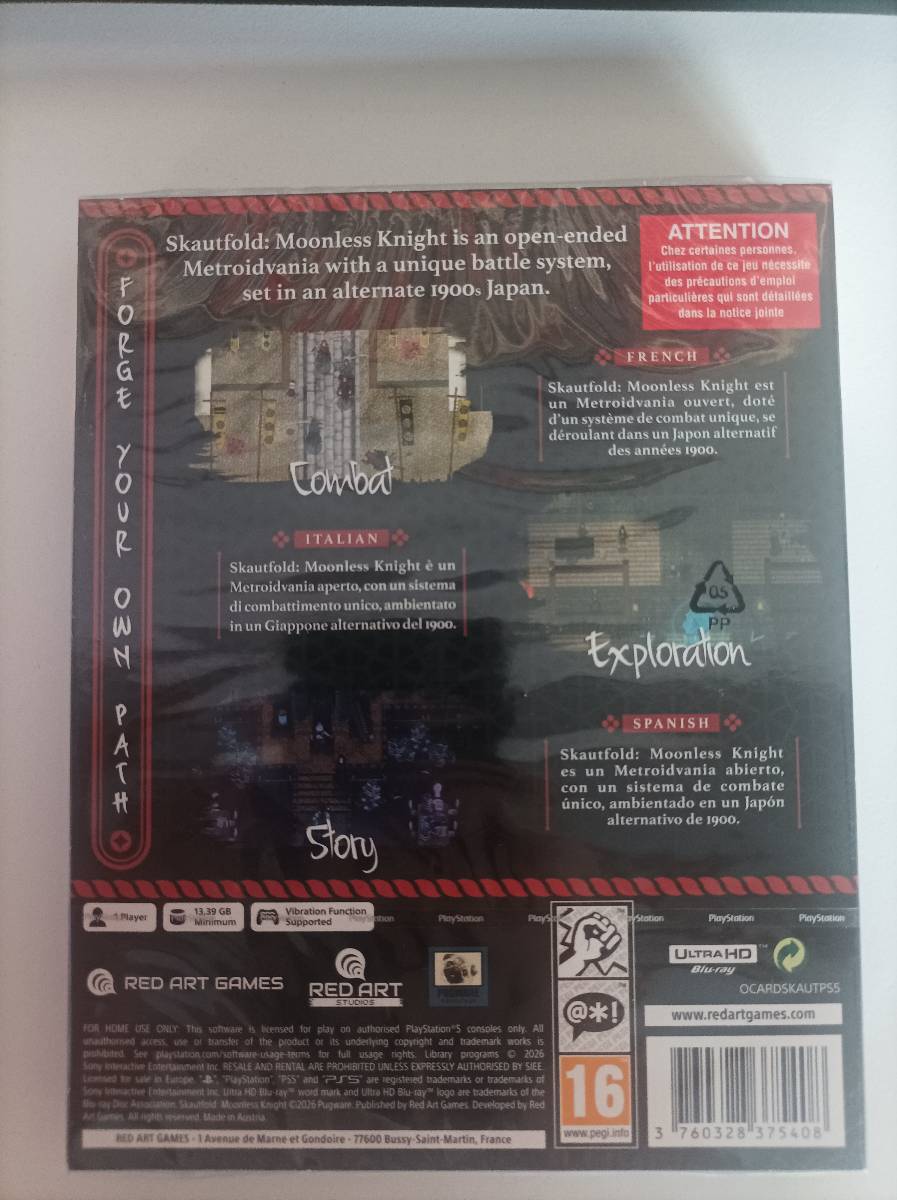 Skautfold: Moonless Knight is an open-ended
Metroidvania with a unique battle system,
set in an alternate 1900s Japan.
ATTENTION
Chez certaines personnes,
l'utilisation de ce jeu nécessite
des précautions d'emploi
particulières qui sont détaillées
dans la notice jointe
FORGE YOUR OWN PATH
FRENCH
Skautfold: Moonless Knight est
un Metroidvania ouvert, doté
d'un système de combat unique, se
déroulant dans un Japon alternatif
des années 1900.
Combat
ITALIAN
Skautfold: Moonless Knight è un
Metroidvania aperto, con un sistema
di combattimento unico, ambientato
in un Giappone alternativo del 1900.
05
PP
Exploration
SPANISH
Skautfold: Moonless Knight
es un Metroidvania abierto,
con un sistema de combate
único, ambientado en un Japón
alternativo de 1900.
Story
1 Player
13.39 GB
Minimum
Vibration Function
Supported
PlayStation PlayStation PlayStation
RED ART GAMES
RED ART
STUDIOS
@*!
ULTRA HD™
Blu-ray
OCARDSKAUTPS5
www.redartgames.com
FOR HOME USE ONLY: This software is licensed for play on authorised PlayStation®5 consoles only. All
unauthorised access, use or transfer of the product or its underlying copyright and trademark works is
prohibited. See playstation.com/software-usage-terms for full usage rights. Library programs © 2026
Sony Interactive Entertainment Inc. RESALE AND RENTAL ARE PROHIBITED UNLESS EXPRESSLY AUTHORISED BY SIEE.
Licensed for sale in Europe. "PlayStation", "PS5" and "PS5" are registered trademarks or trademarks of
Sony Interactive Entertainment Inc. Ultra HD Blu-ray™ word mark and Ultra HD Blu-ray™ logo are trademarks of the
Blu-ray Disc Association. Skautfold: Moonless Knight ©2026 Pugware. Published by Red Art Games. Developed by Red
Art Games. All rights reserved. Made in Austria.
RED ART GAMES - 1 Avenue de Marne et Gondoire - 77600 Bussy-Saint-Martin, France
16
www.pegi.info
3 760328 375408